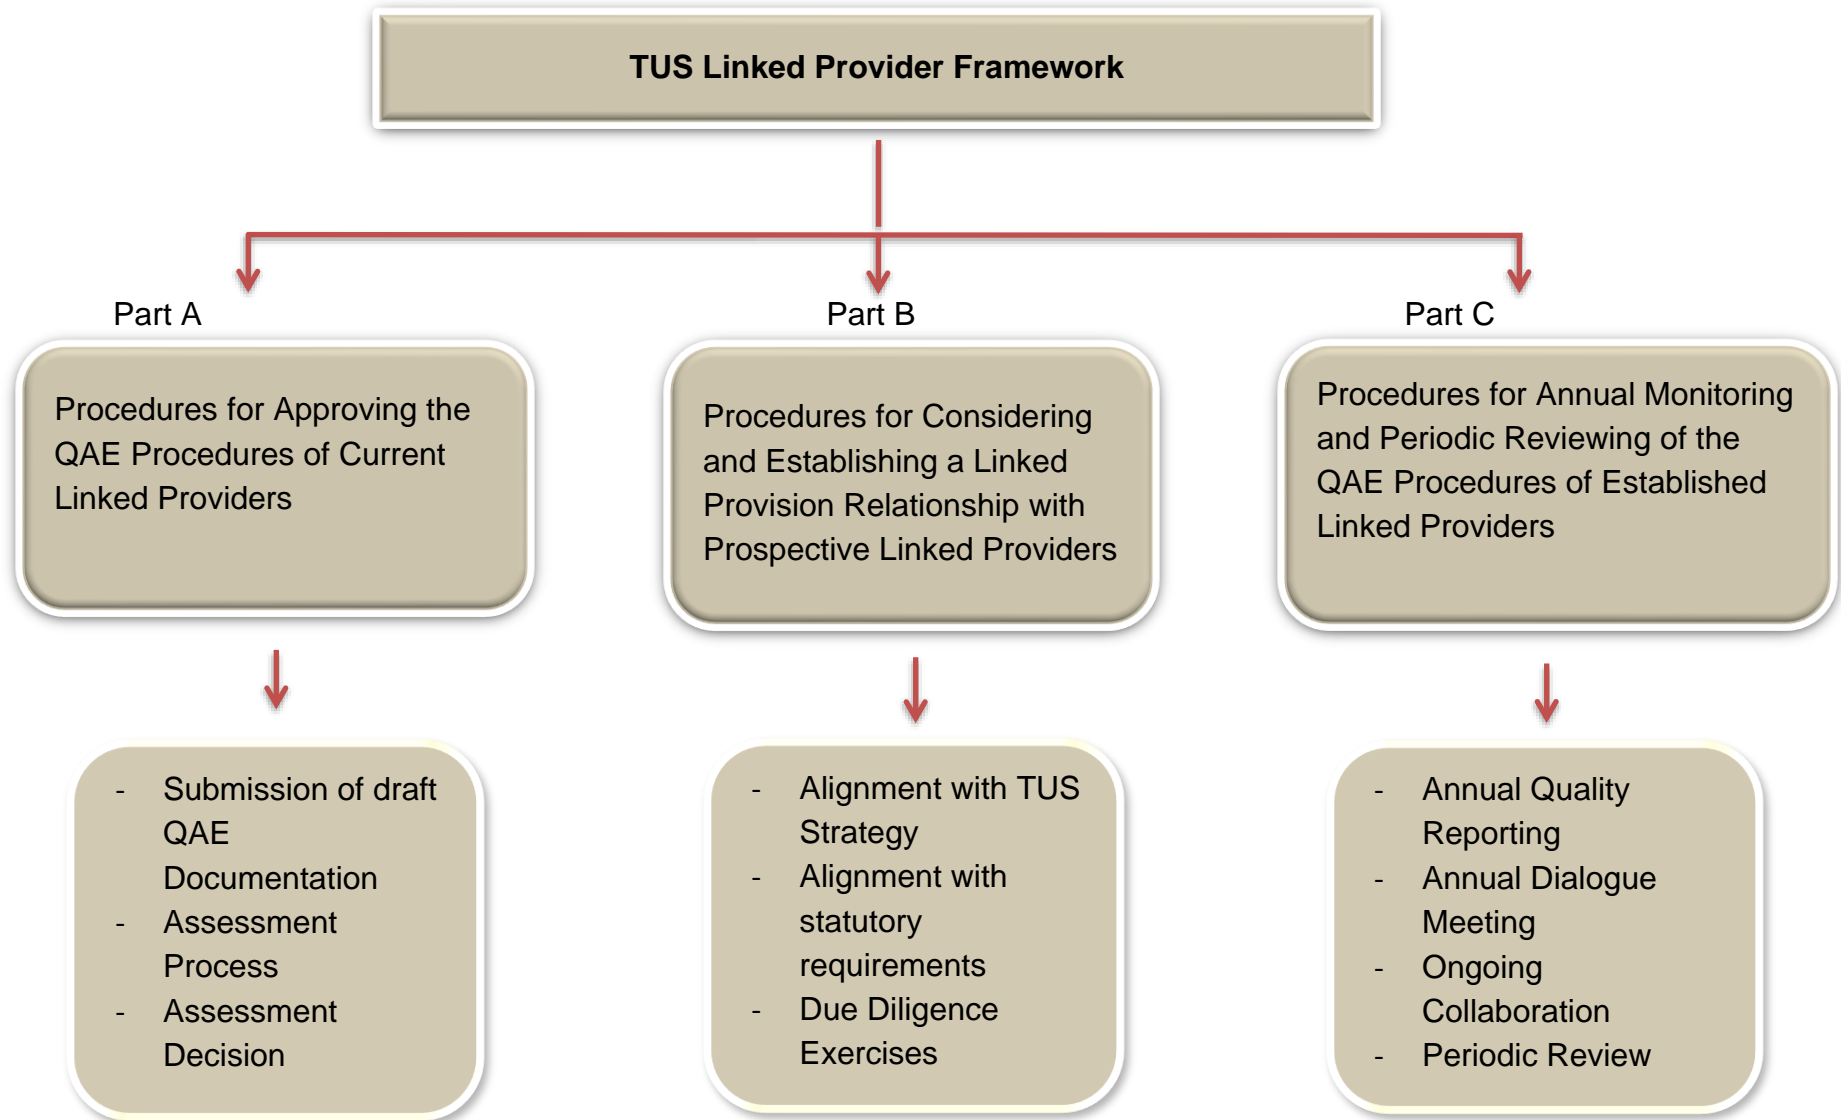 TUS Linked Provider Framework
Part A
Procedures for Approving the
QAE Procedures of Current
Linked Providers
- Submission of draft
QAE
Documentation
- Assessment
Process
- Assessment
Decision
Part B
Procedures for Considering
and Establishing a Linked
Provision Relationship with
Prospective Linked Providers
- Alignment with TUS
Strategy
- Alignment with
statutory
requirements
- Due Diligence
Exercises
Part C
Procedures for Annual Monitoring
and Periodic Reviewing of the
QAE Procedures of Established
Linked Providers
- Annual Quality
Reporting
- Annual Dialogue
Meeting
- Ongoing
Collaboration
- Periodic Review